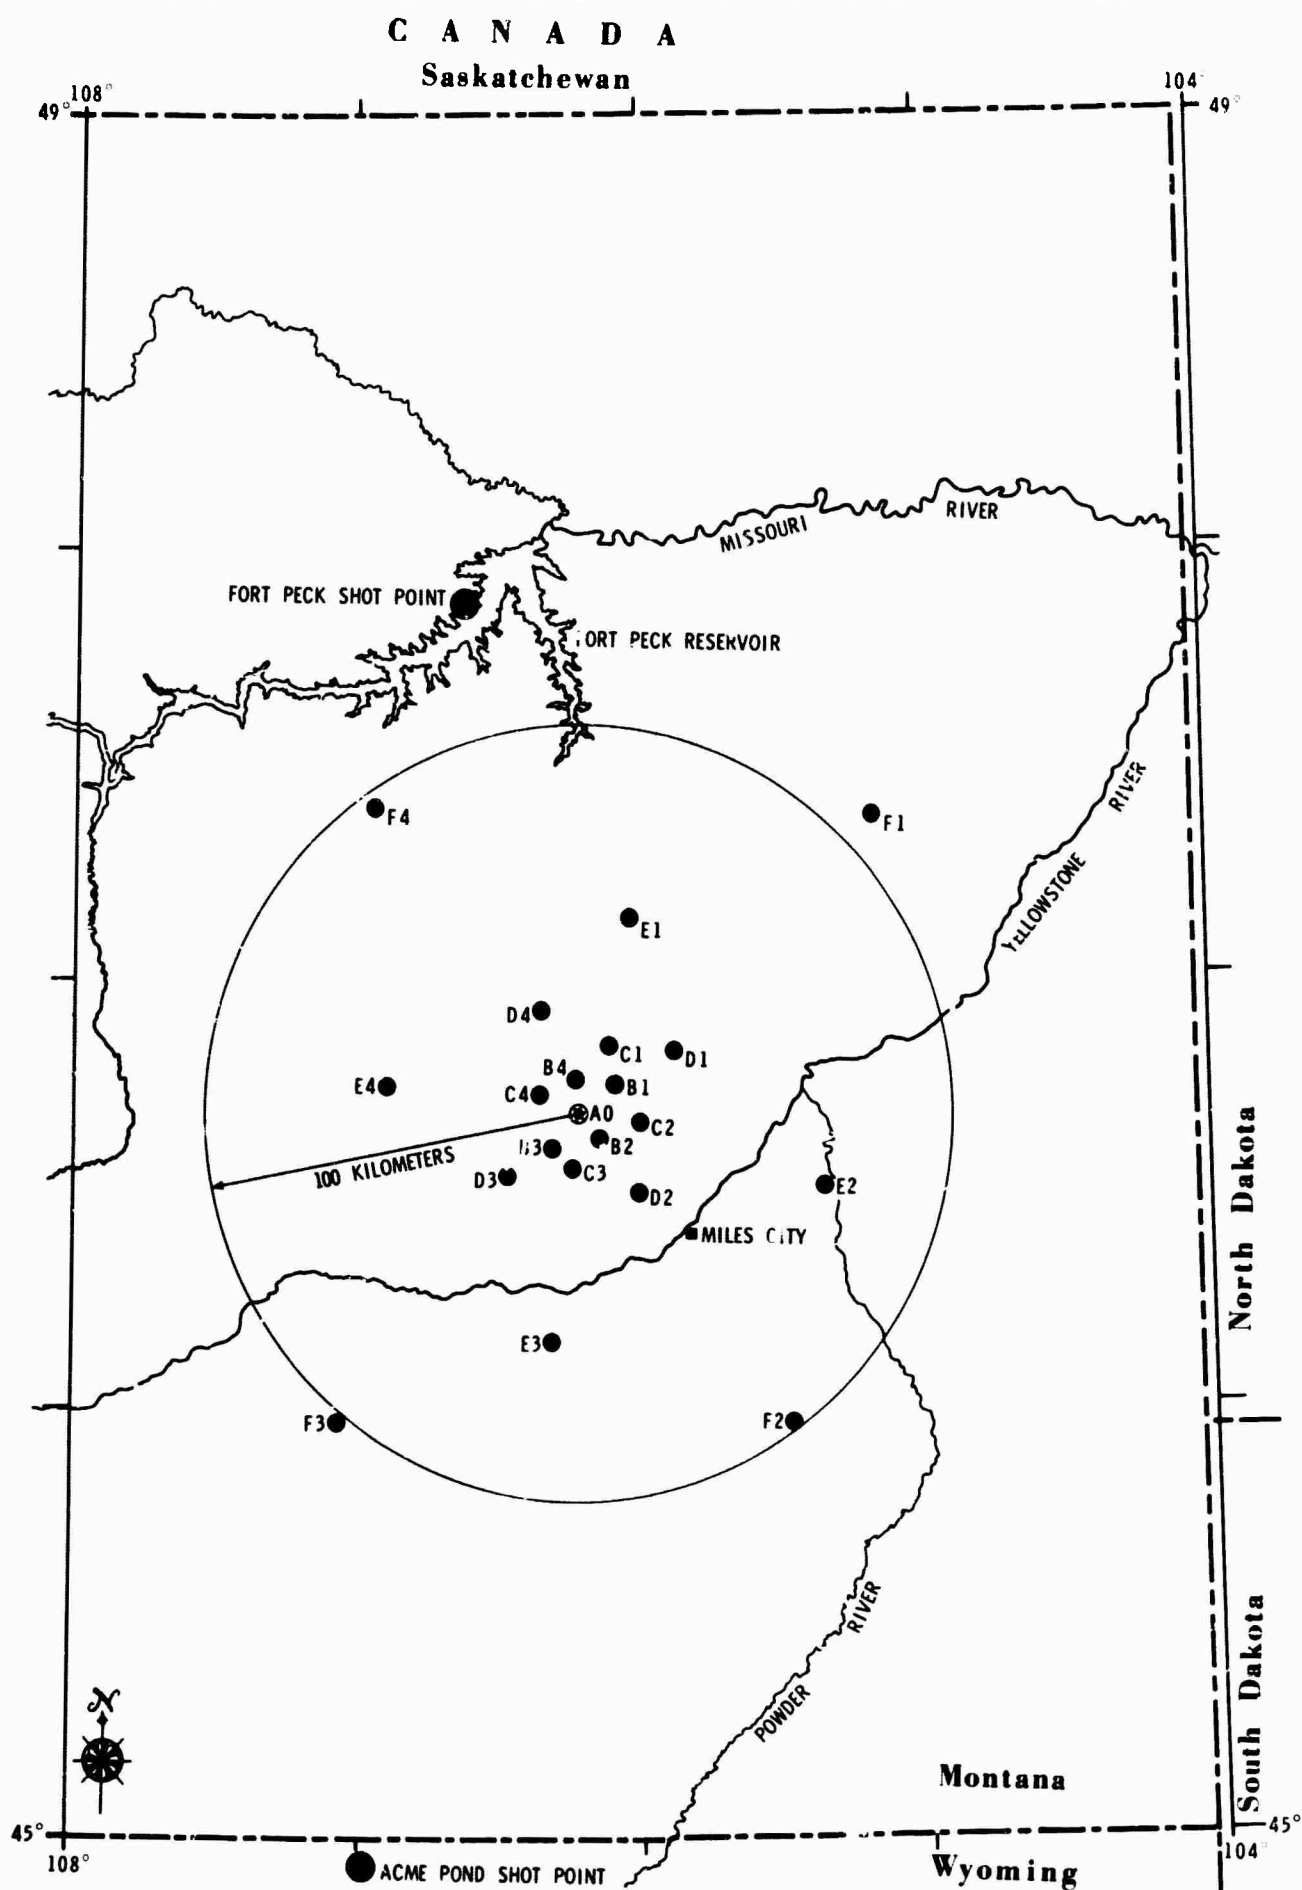 CANADA
Saskatchewan
108°
104°
49°
49°
MISSOURI
RIVER
FORT PECK SHOT POINT
ORT PECK RESERVOIR
RIVER
YELLOWSTONE
F4
F1
E1
D4
C1
D1
B4
B1
E4
C4
A0
C2
B2
B3
C3
100 KILOMETERS
D3
D2
E2
MILES CITY
E3
F3
F2
North Dakota
RIVER
POWDER
South Dakota
N
Montana
45°
45°
108°
104°
ACME POND SHOT POINT
Wyoming